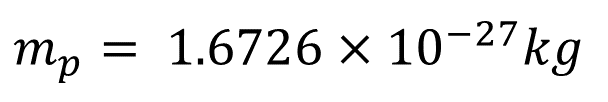 m_p = 1.6726 × 10^{-27} kg